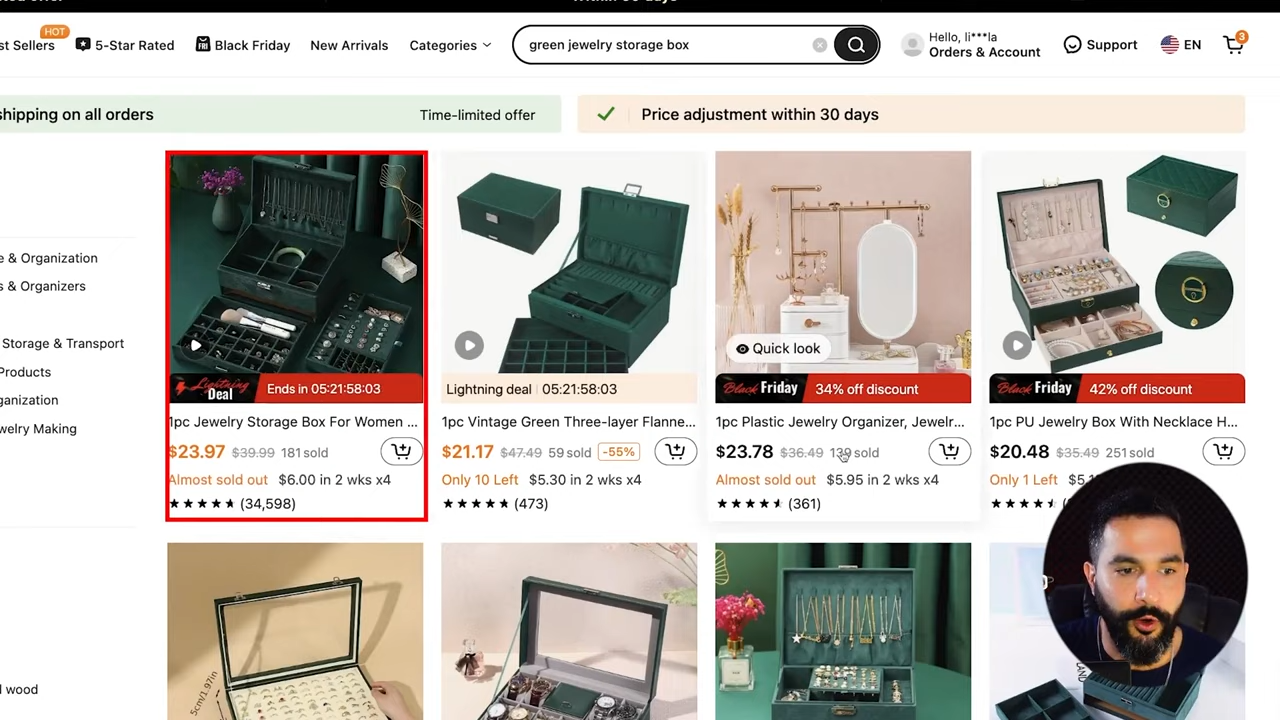 HOT
st Sellers
5-Star Rated
FRI
Black Friday
New Arrivals
Categories
green jewelry storage box
Hello, li***la
Orders & Account
Support
EN
3
shipping on all orders
Time-limited offer
Price adjustment within 30 days
e & Organization
s & Organizers
Storage & Transport
Products
ganization
welry Making
l wood
Lightning Deal
Ends in 05:21:58:03
1pc Jewelry Storage Box For Women ...
$23.97 $39.99 181 sold
Almost sold out $6.00 in 2 wks x4
(34,598)
Lightning deal 05:21:58:03
1pc Vintage Green Three-layer Flanne...
$21.17 $47.49 59 sold -55%
Only 10 Left $5.30 in 2 wks x4
(473)
Quick look
Black Friday 34% off discount
1pc Plastic Jewelry Organizer, Jewelr...
$23.78 $36.49 139 sold
Almost sold out $5.95 in 2 wks x4
(361)
Black Friday 42% off discount
1pc PU Jewelry Box With Necklace H...
$20.48 $35.49 251 sold
Only 1 Left
5cm/1.97in